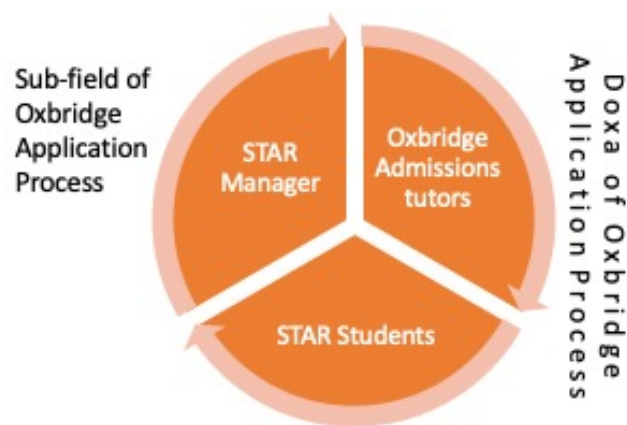 Sub-field of
Oxbridge
Application
Process
STAR
Manager
Oxbridge
Admissions
tutors
STAR Students
Doxa of Oxbridge
Application Process